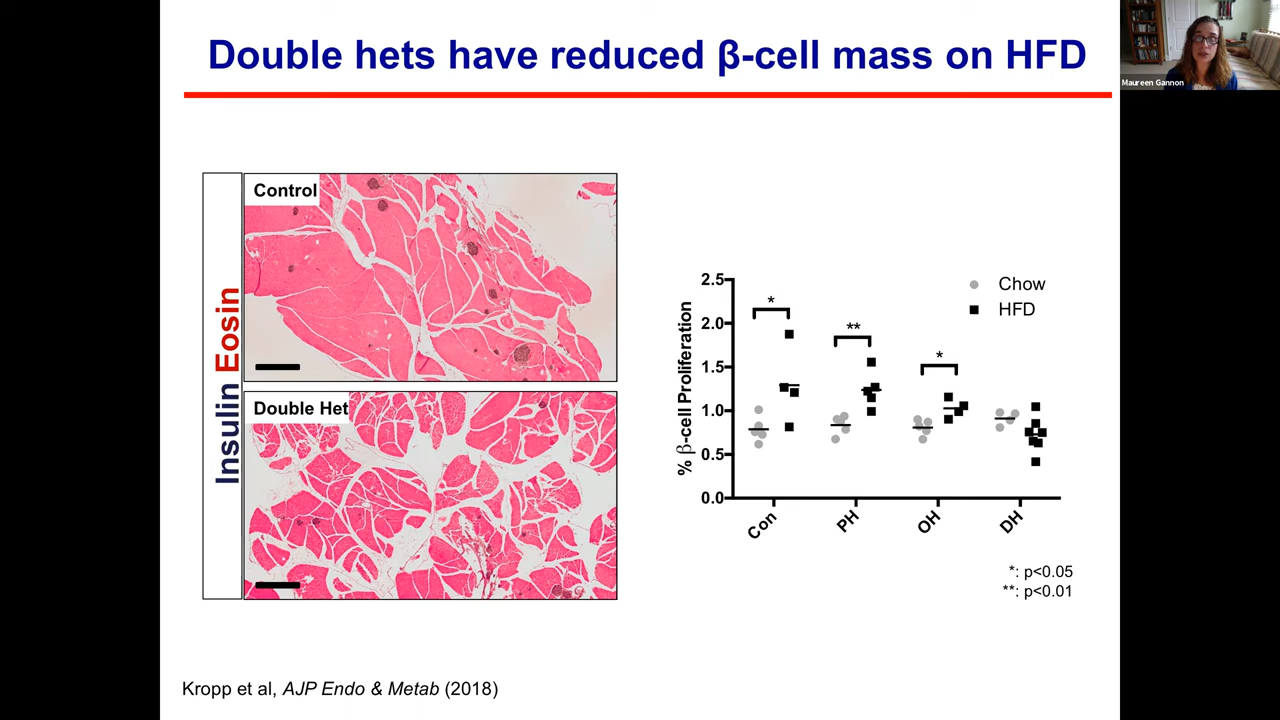 Double hets have reduced β-cell mass on HFD
Maureen Gannon
Insulin Eosin
Control
Double Het
% β-cell Proliferation
2.5
2.0
1.5
1.0
0.5
0.0
*
**
*
Chow
HFD
Con
PH
OH
DH
*: p<0.05
**: p<0.01
Kropp et al, AJP Endo & Metab (2018)